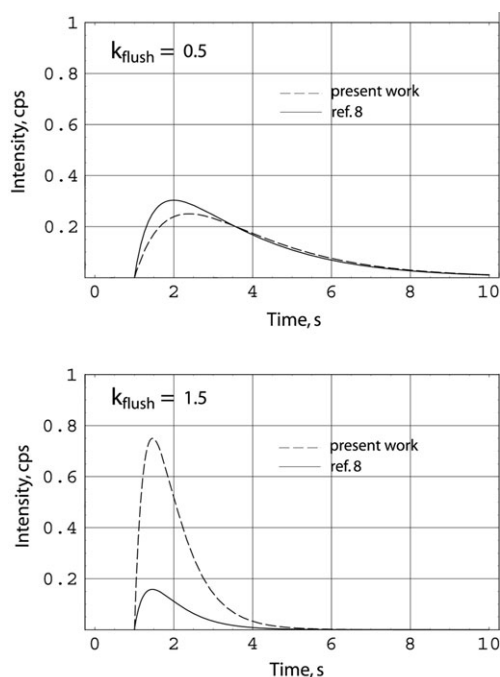 1
k flush = 0.5
0.8
present work
ref. 8
0.6
Intensity, cps
0.4
0.2
0 2 4 6 8 10
Time, s
1
k flush = 1.5
0.8
present work
ref. 8
0.6
Intensity, cps
0.4
0.2
0 2 4 6 8 10
Time, s